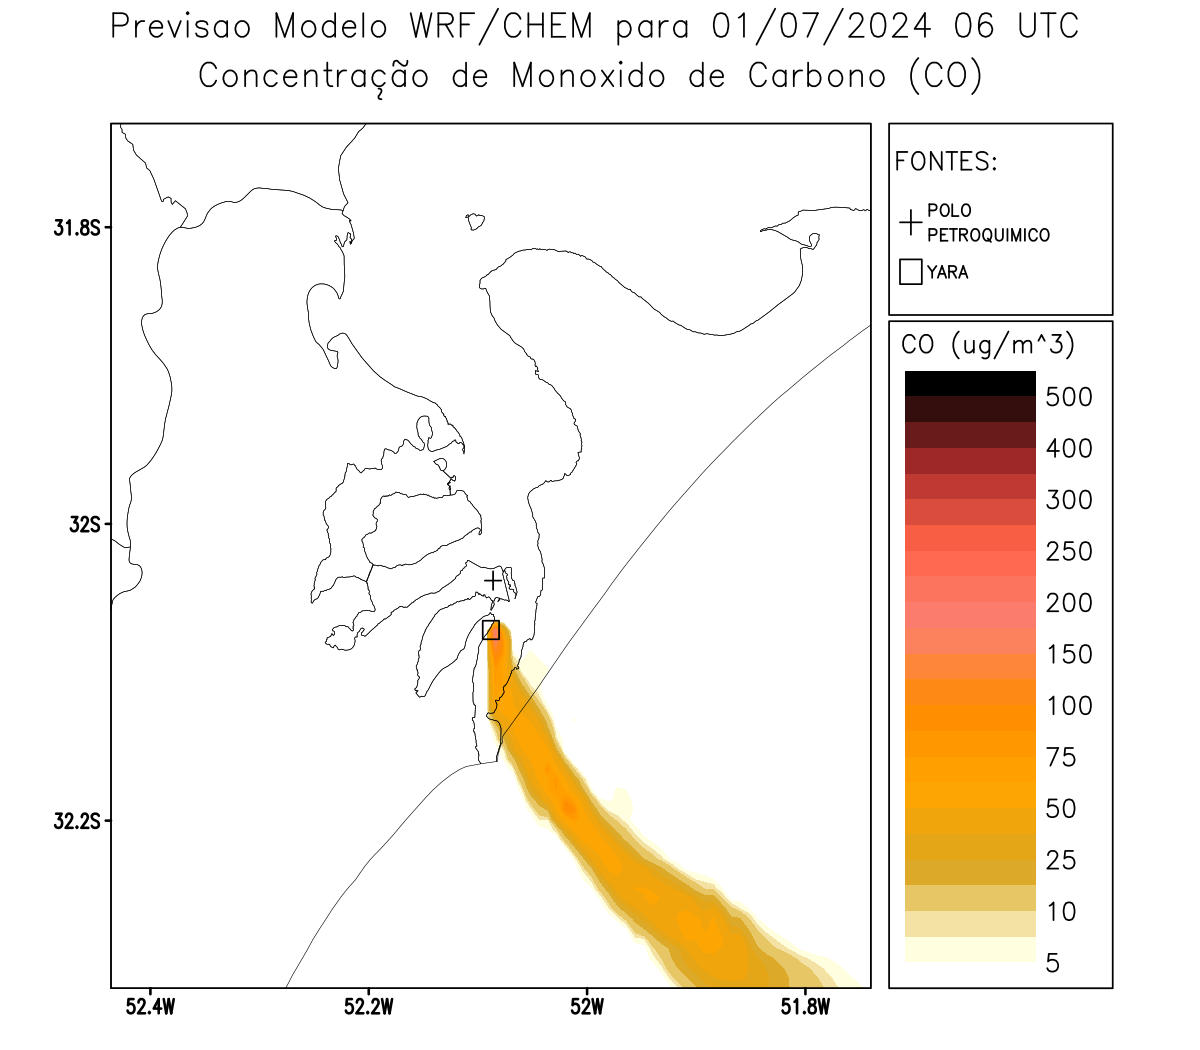 Previsao Modelo WRF/CHEM para 01/07/2024 06 UTC
Concentração de Monoxido de Carbono (CO)
FONTES:
POLO
PETROQUIMICO
YARA
CO (ug/m^3)
500
400
300
250
200
150
100
75
50
25
10
5
31.8S
32S
32.2S
52.4W
52.2W
52W
51.8W